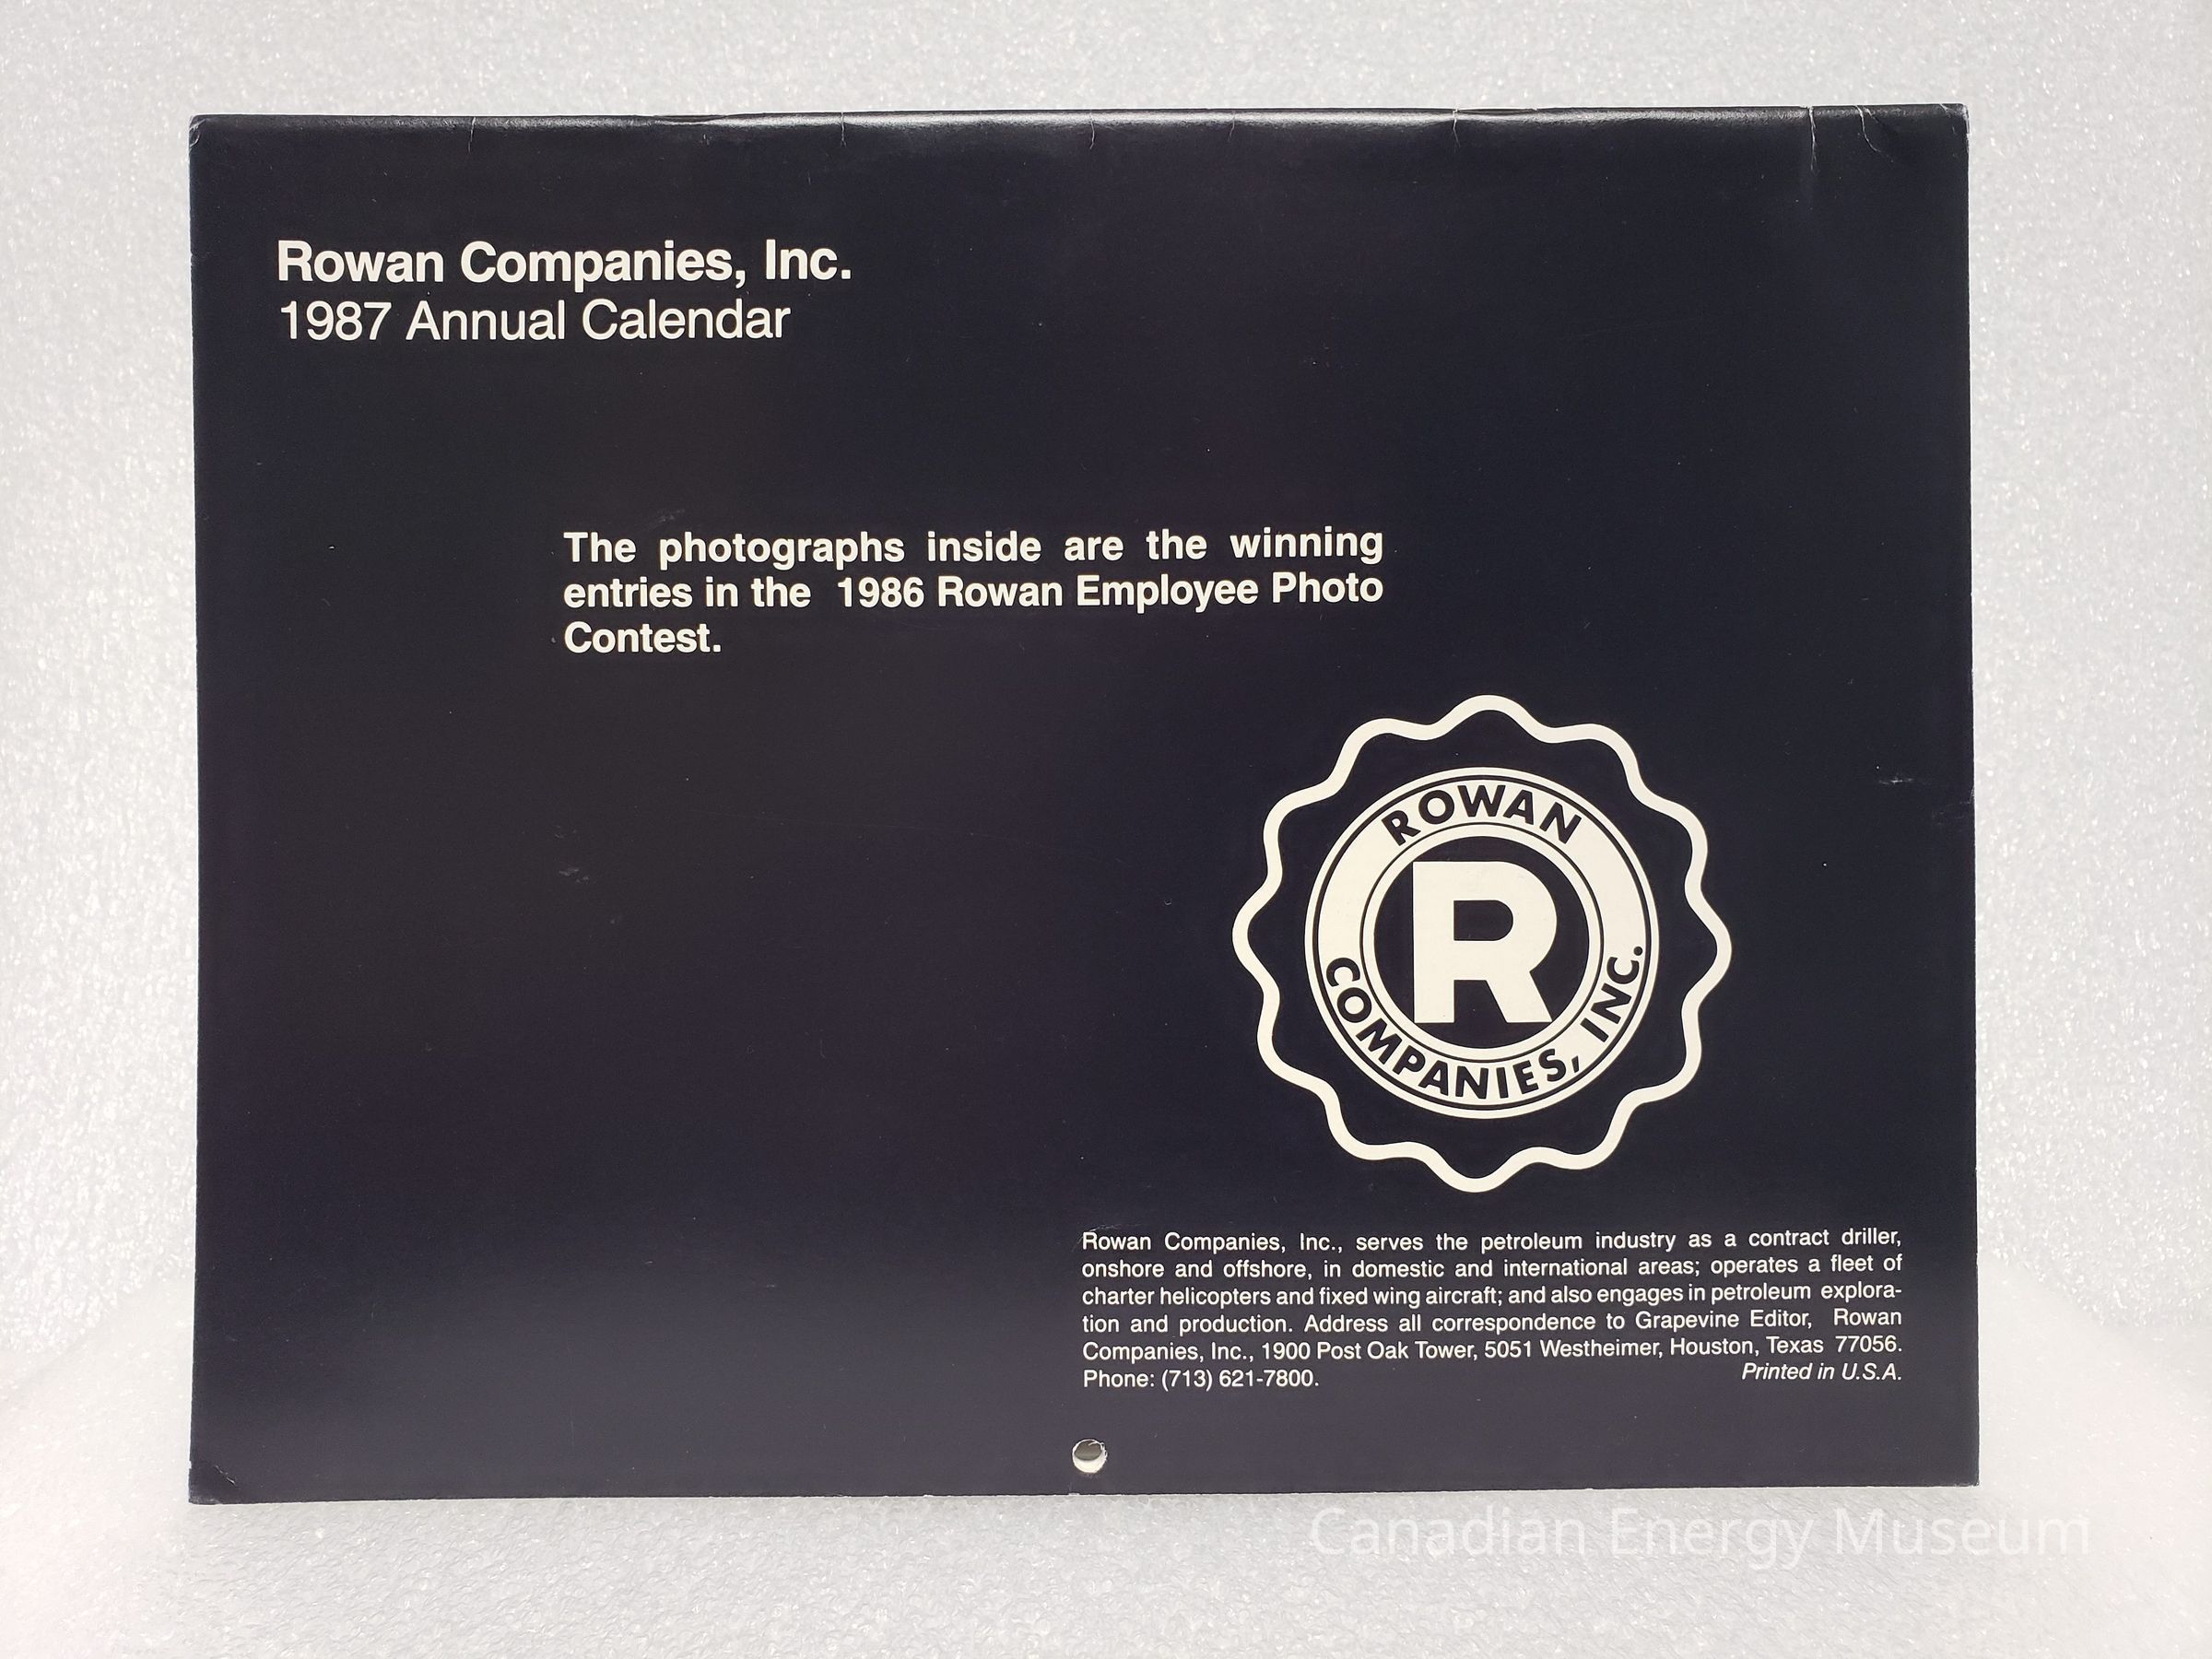 Rowan Companies, Inc.
1987 Annual Calendar
The photographs inside are the winning
entries in the 1986 Rowan Employee Photo
Contest.
ROWAN
R
COMPANIES, INC.
Rowan Companies, Inc., serves the petroleum industry as a contract driller,
onshore and offshore, in domestic and international areas; operates a fleet of
charter helicopters and fixed wing aircraft; and also engages in petroleum explora-
tion and production. Address all correspondence to Grapevine Editor, Rowan
Companies, Inc., 1900 Post Oak Tower, 5051 Westheimer, Houston, Texas 77056.
Phone: (713) 621-7800. Printed in U.S.A.
Canadian Energy Museum